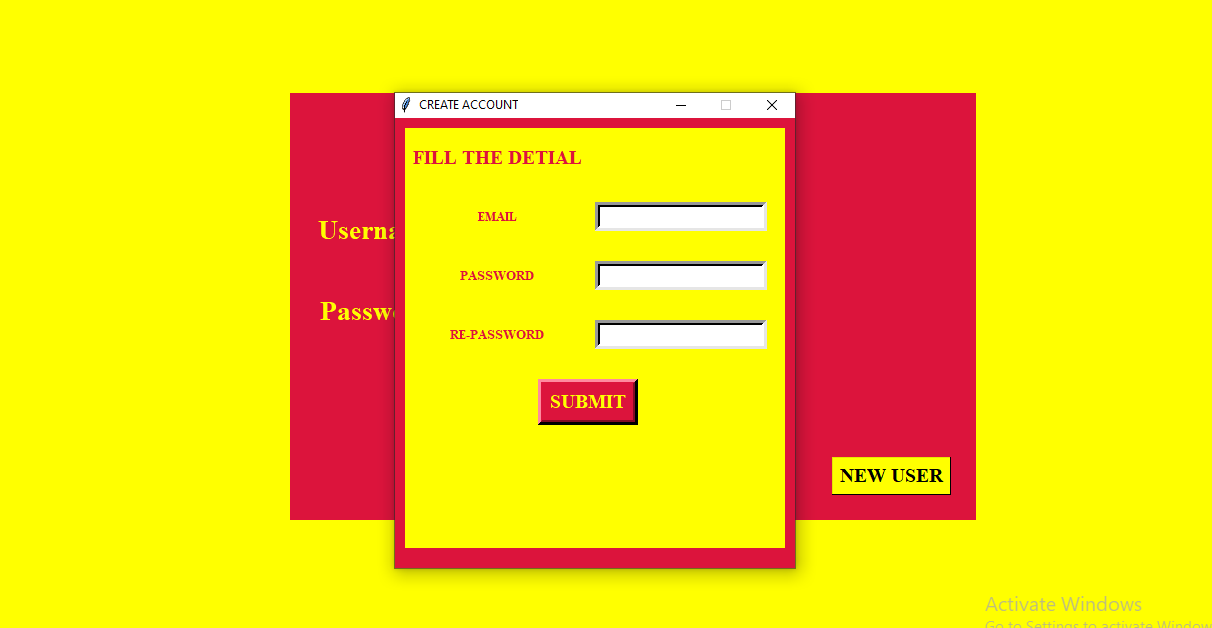 CREATE ACCOUNT
FILL THE DETIAL
EMAIL
PASSWORD
RE-PASSWORD
SUBMIT
Userna
Passw
NEW USER
Activate Windows
Go to Settings to activate Window